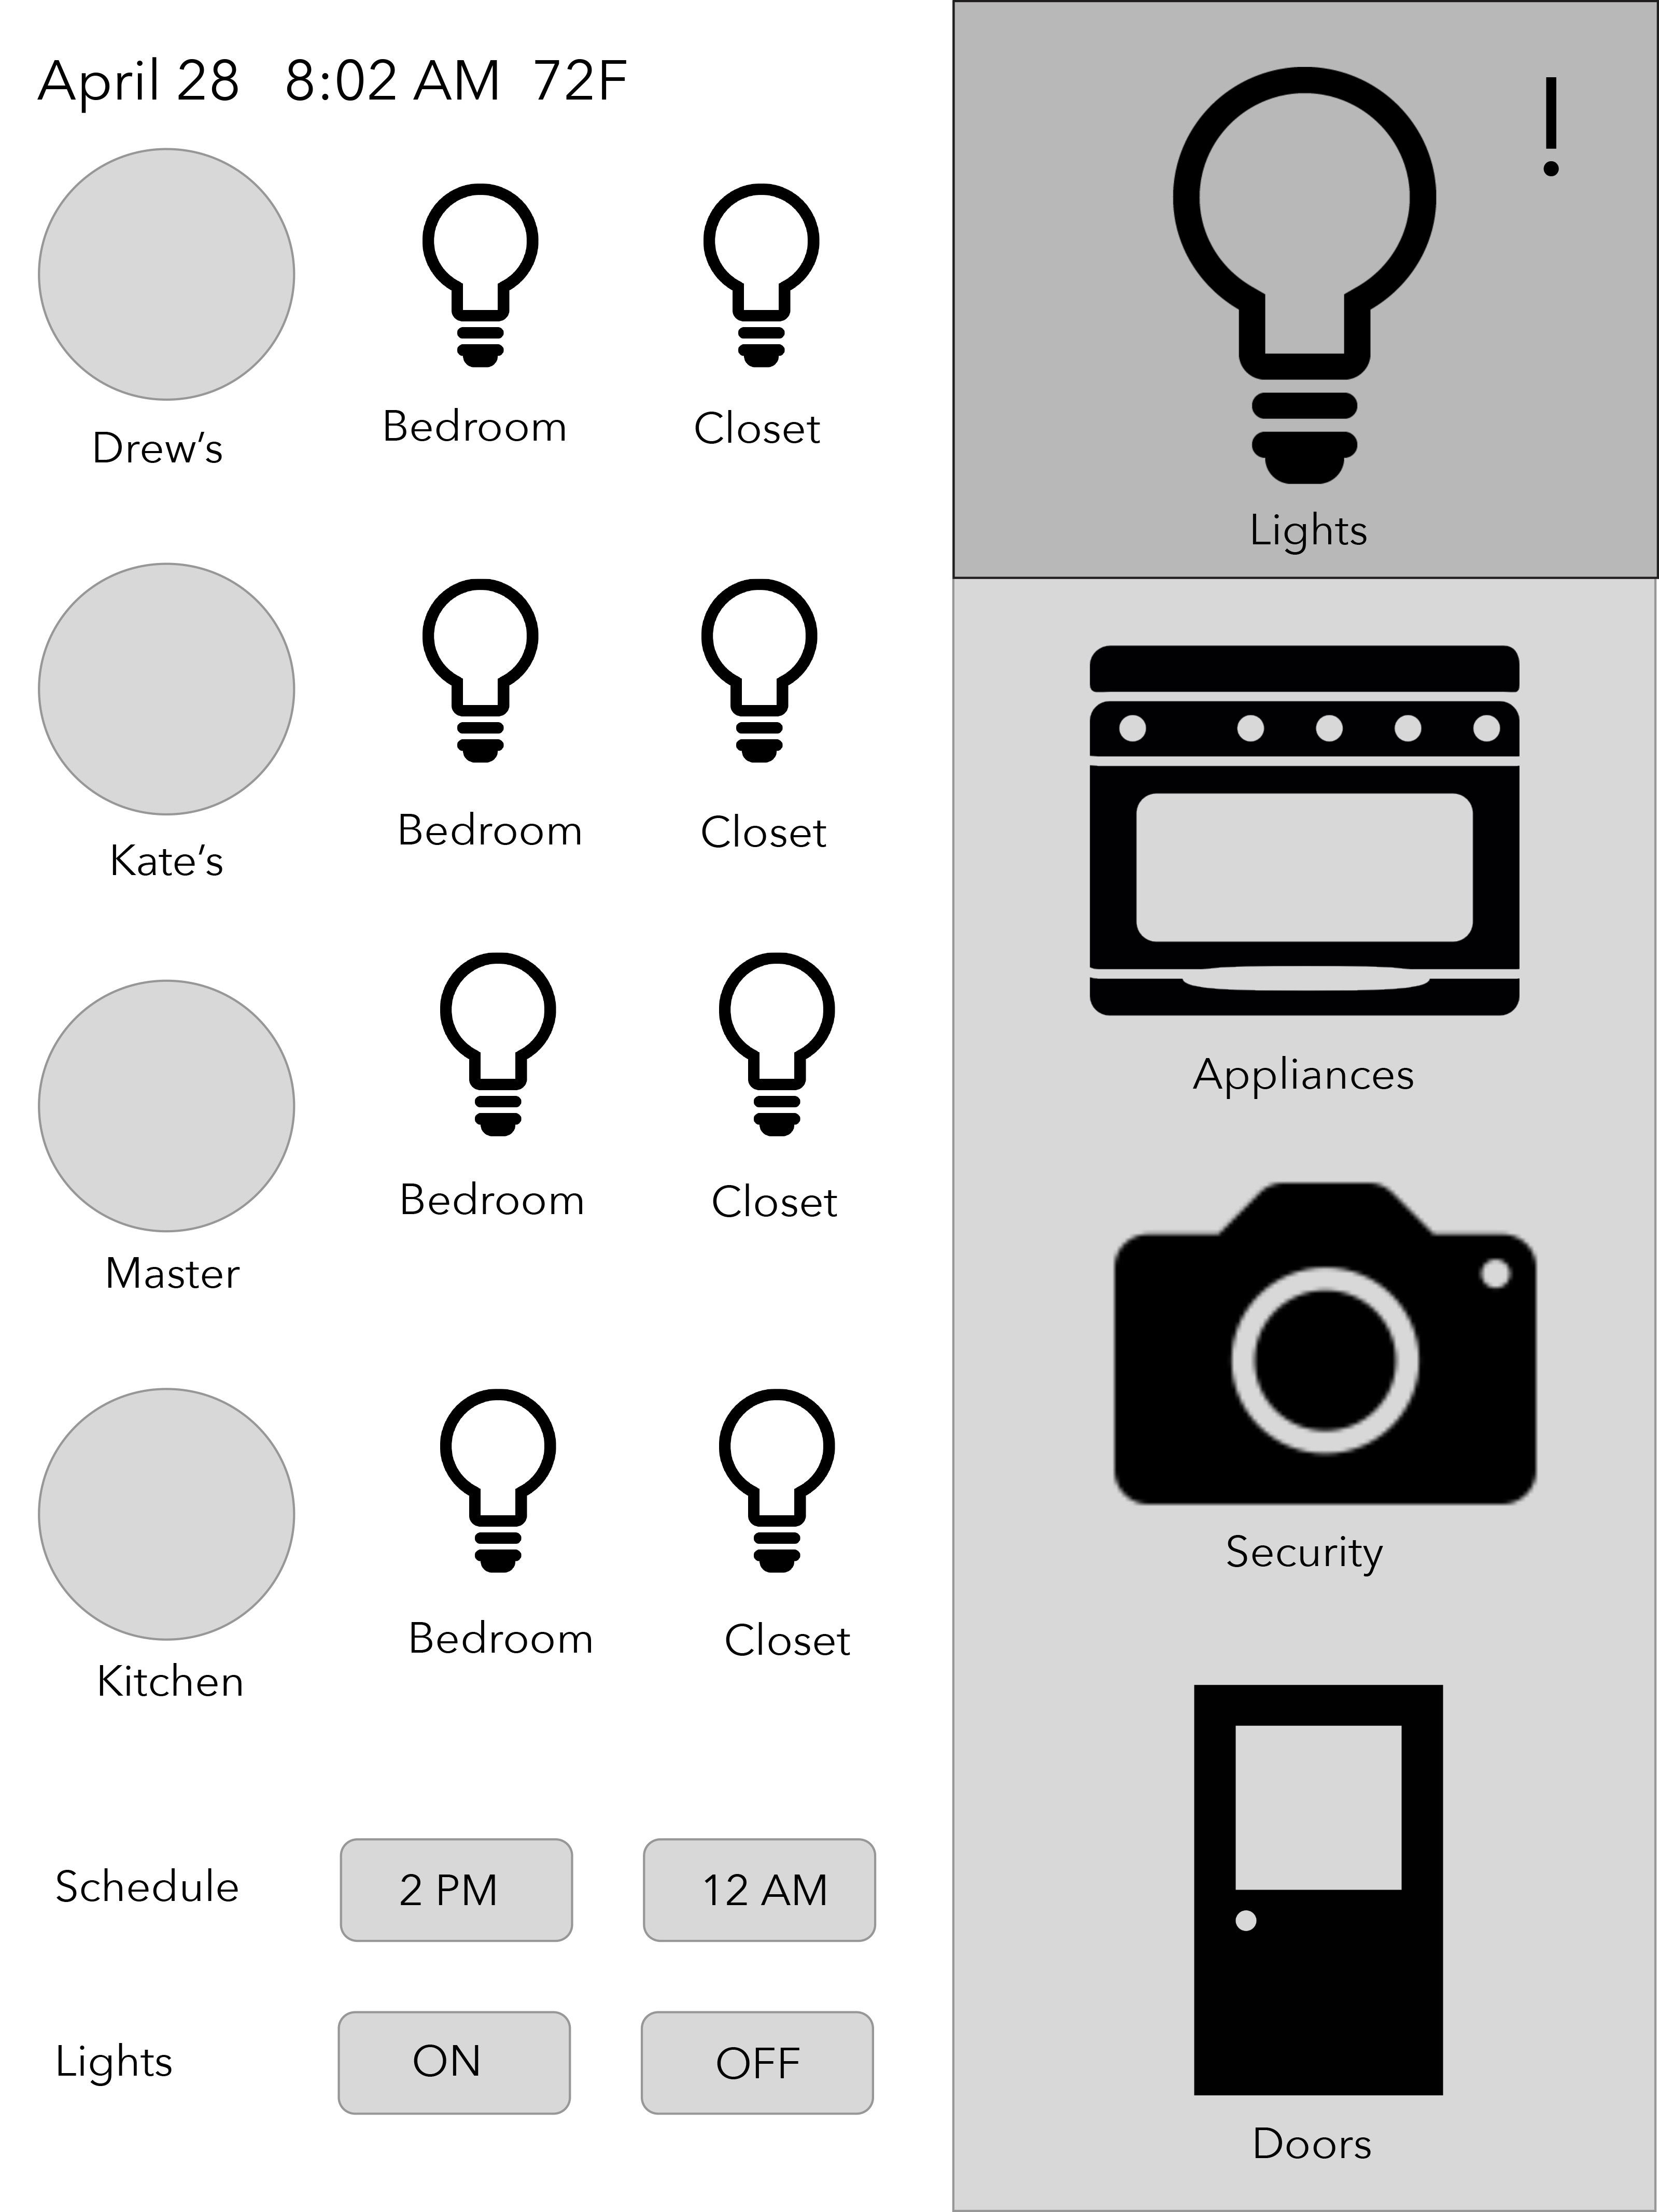 April 28 8:02 AM 72F
!
Bedroom Closet
Drew’s
Bedroom Closet
Kate’s
Bedroom Closet
Master
Bedroom Closet
Kitchen
Schedule 2 PM 12 AM
Lights ON OFF
Lights
Appliances
Security
Doors